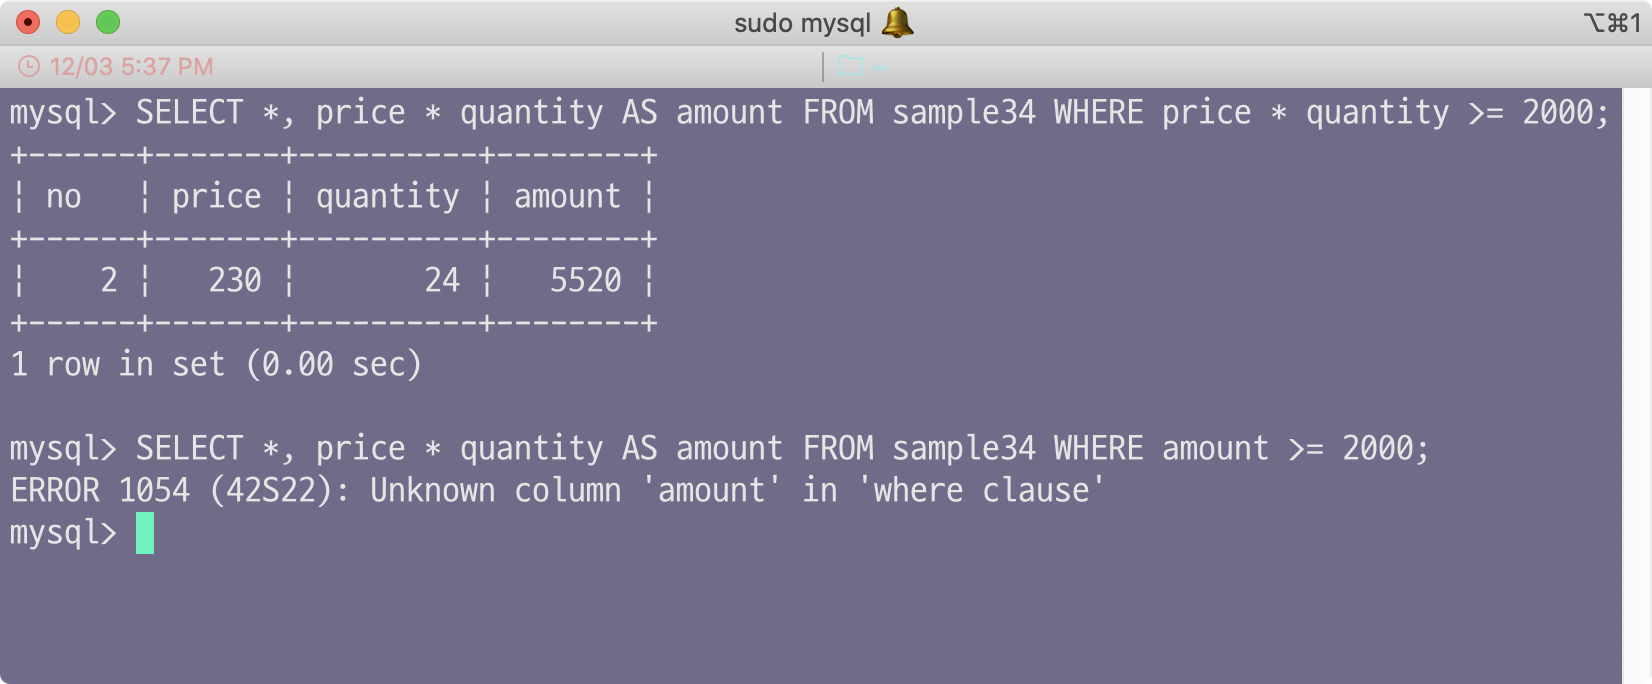 sudo mysql 🔔
⌥⌘1
12/03 5:37 PM
~
mysql> SELECT *, price * quantity AS amount FROM sample34 WHERE price * quantity >= 2000;
+------+-------+----------+--------+
¦ no   ¦ price ¦ quantity ¦ amount ¦
+------+-------+----------+--------+
¦    2 ¦   230 ¦       24 ¦   5520 ¦
+------+-------+----------+--------+
1 row in set (0.00 sec)
mysql> SELECT *, price * quantity AS amount FROM sample34 WHERE amount >= 2000;
ERROR 1054 (42S22): Unknown column 'amount' in 'where clause'
mysql>